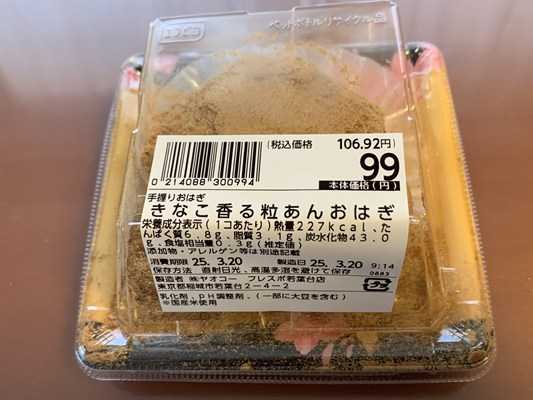 ペットボトルリサイクル品
(税込価格 106.92円)
99
本体価格(円)
0 214088 300994
手握りおはぎ
きなこ香る粒あんおはぎ
栄養成分表示(1コあたり)熱量227kcal、たん
ぱく質6.8g、脂質3.1g、炭水化物43.0
g、食塩相当量0.3g(推定値)
添加物・アレルゲン等は別途記載
消費期限 25. 3.20 製造日 25. 3.20 9:14
保存方法 直射日光、高温多湿を避けて保存 0883
製造者 ㈱ヤオコー フレスポ若葉台店
東京都稲城市若葉台2-4-2
乳化剤、pH調整剤、(一部に大豆を含む)
※国産米使用